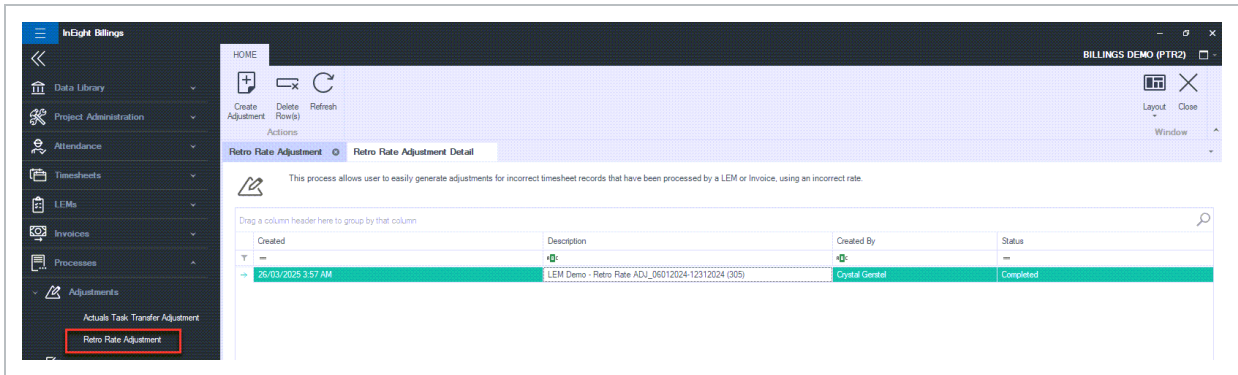 InEight Billings
HOME
BILLINGS DEMO (PTR2)
Data Library
Project Administration
Attendance
Timesheets
LEMs
Invoices
Processes
Adjustments
Actuals Task Transfer Adjustment
Retro Rate Adjustment
Create Adjustment
Delete Row(s)
Refresh
Actions
Layout
Close
Window
Retro Rate Adjustment
Retro Rate Adjustment Detail
This process allows user to easily generate adjustments for incorrect timesheet records that have been processed by a LEM or Invoice, using an incorrect rate.
Drag a column header here to group by that column
Created Description Created By Status
26/03/2025 3:57 AM LEM Demo - Retro Rate ADJ_06012024-12312024 (305) Crystal Gerstel Completed